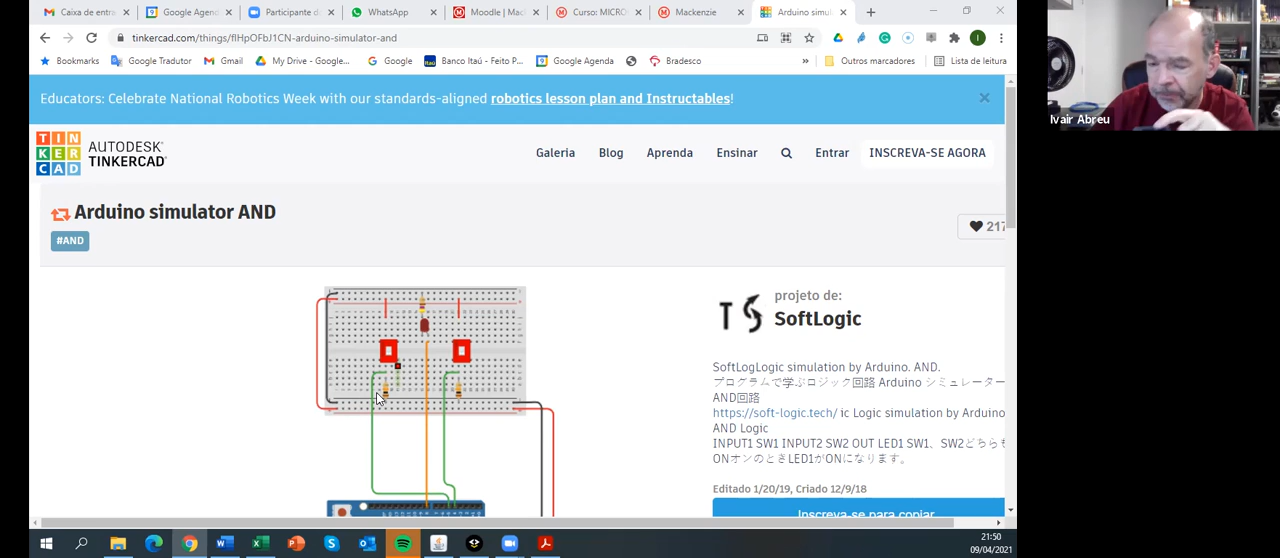 Caixa de entra
Google Agend
Participante d
WhatsApp
Moodle | Mac
Curso: MICRO
Mackenzie
Arduino simul
tinkercad.com/things/flHpOFbJ1CN-arduino-simulator-and
Bookmarks
Google Tradutor
Gmail
My Drive - Google...
Google
Banco Itaú - Feito P...
Google Agenda
Bradesco
Outros marcadores
Lista de leitura
Ivair Abreu
Educators: Celebrate National Robotics Week with our standards-aligned robotics lesson plan and Instructables!
TIN
KER
CAD
AUTODESK
TINKERCAD
Galeria
Blog
Aprenda
Ensinar
Entrar
INSCREVA-SE AGORA
Arduino simulator AND
217
#AND
projeto de:
SoftLogic
SoftLogLogic simulation by Arduino. AND.
プログラムで学ぶロジック回路 Arduino シミュレーター
AND回路
https://soft-logic.tech/ ic Logic simulation by Arduino
AND Logic
INPUT1 SW1 INPUT2 SW2 OUT LED1 SW1、SW2どちらも
ONオンのときLED1がONになります。
Editado 1/20/19, Criado 12/9/18
Inscreva-se para copiar
21:50
09/04/2021